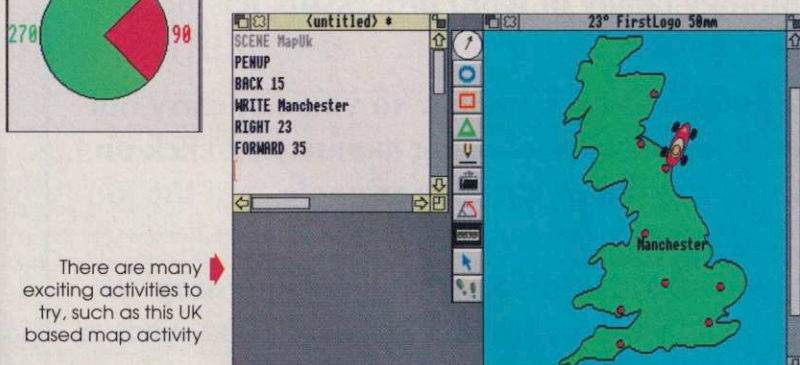 270
90
<untitled> *
SCENE MapUk
PENUP
BACK 15
WRITE Manchester
RIGHT 23
FORWARD 35
23° FirstLogo 50mm
Manchester
There are many
exciting activities to
try, such as this UK
based map activity